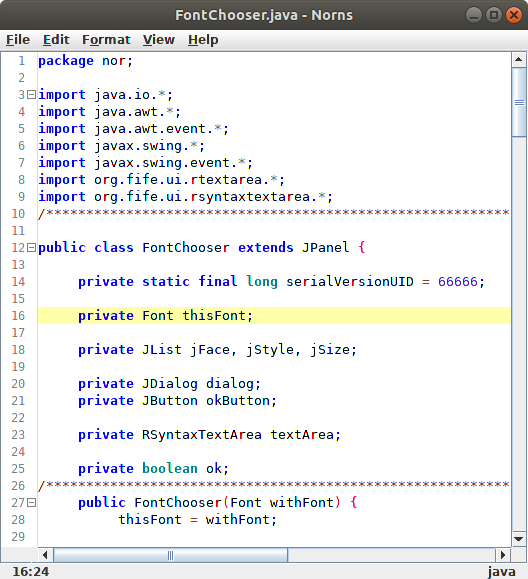 FontChooser.java - Norns
File Edit Format View Help
1 package nor;
2
3 import java.io.*;
4 import java.awt.*;
5 import java.awt.event.*;
6 import javax.swing.*;
7 import javax.swing.event.*;
8 import org.fife.ui.rtextarea.*;
9 import org.fife.ui.rsyntaxtextarea.*;
10 /**********************************************************
11
12 public class FontChooser extends JPanel {
13
14 private static final long serialVersionUID = 66666;
15
16 private Font thisFont;
17
18 private JList jFace, jStyle, jSize;
19
20 private JDialog dialog;
21 private JButton okButton;
22
23 private RSyntaxTextArea textArea;
24
25 private boolean ok;
26 /**********************************************************
27 public FontChooser(Font withFont) {
28 thisFont = withFont;
29
16:24 java